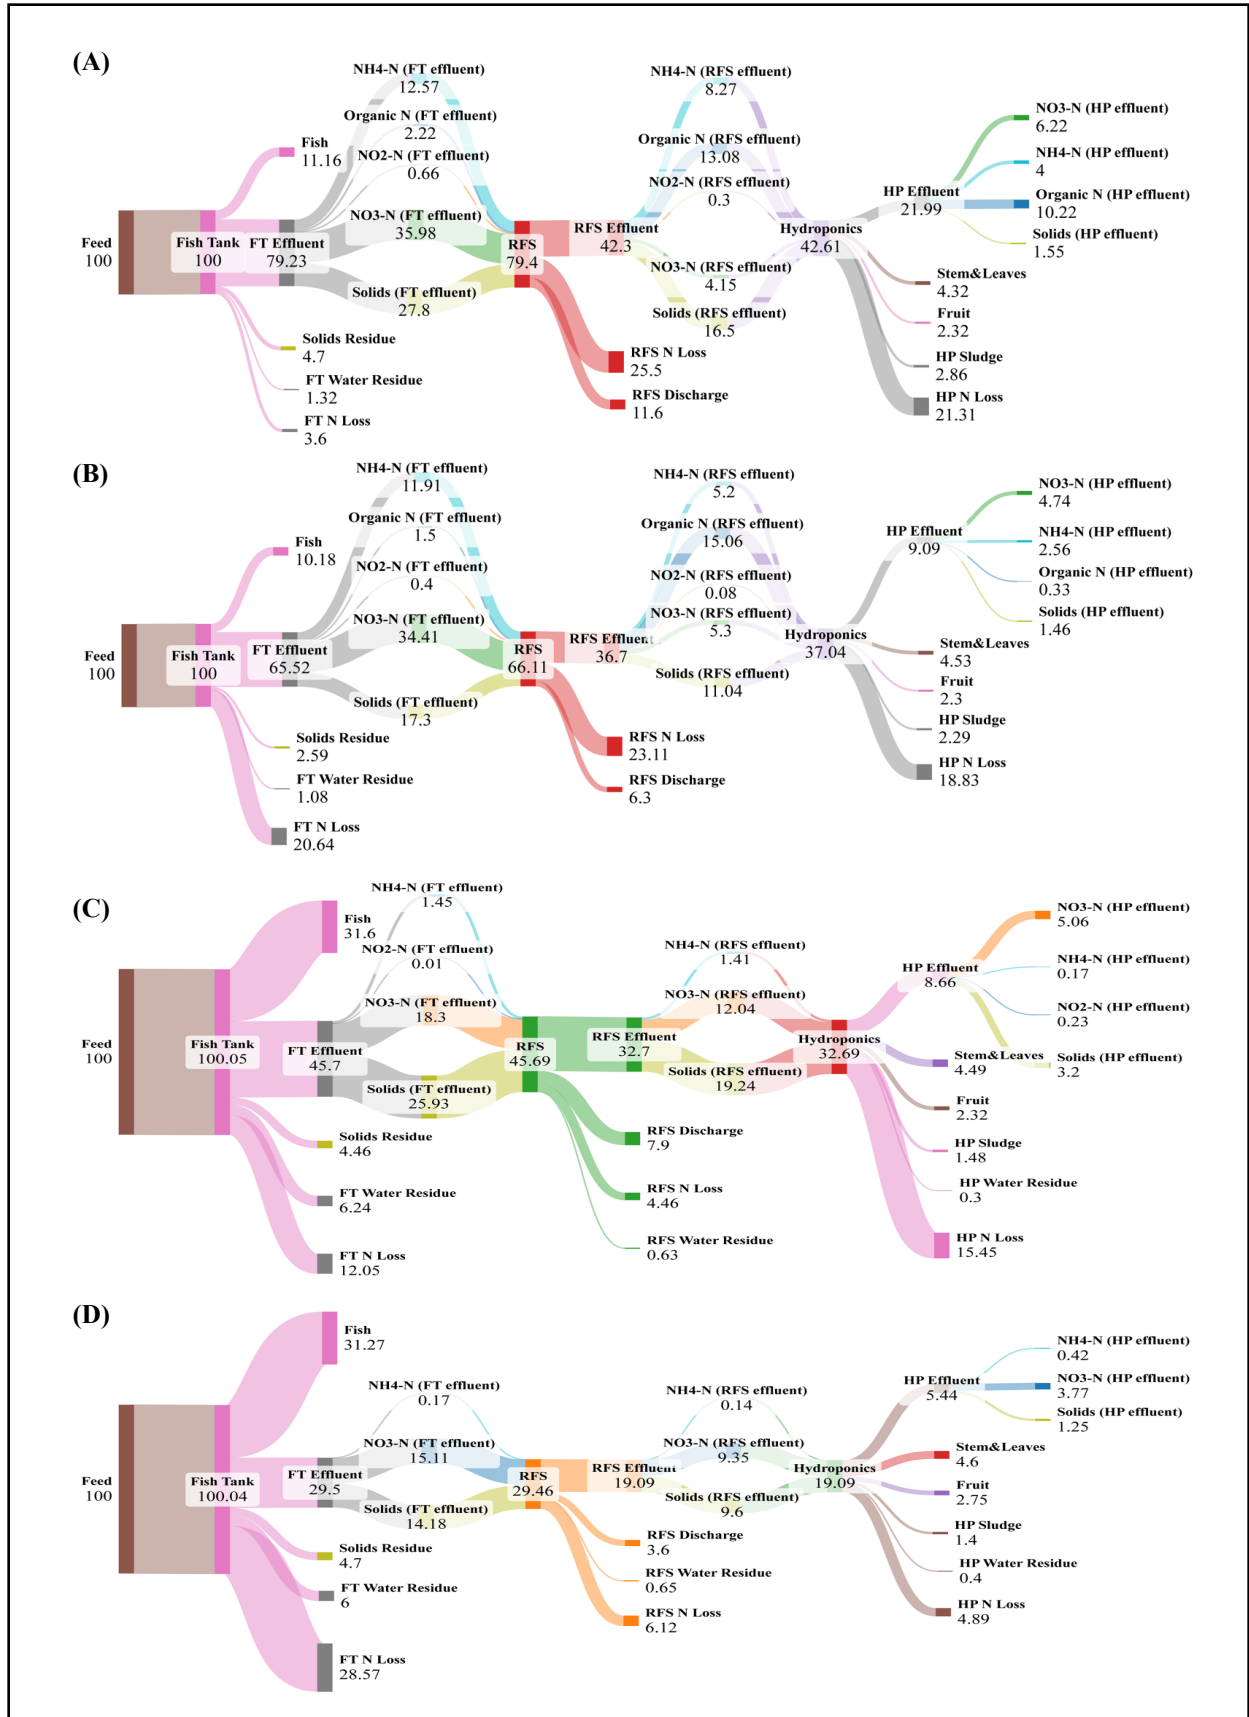 (A)
NH4-N (FT effluent)
12.57
Organic N (FT effluent)
2.22
NO2-N (FT effluent)
0.66
NO3-N (FT effluent)
35.98
Solids (FT effluent)
27.8
Feed
100
Fish Tank
100
Fish
11.16
FT Effluent
79.23
Solids Residue
4.7
FT Water Residue
1.32
FT N Loss
3.6
RFS
79.4
RFS Effluent
42.3
RFS N Loss
25.5
RFS Discharge
11.6
NH4-N (RFS effluent)
8.27
Organic N (RFS effluent)
13.08
NO2-N (RFS effluent)
0.3
NO3-N (RFS effluent)
4.15
Solids (RFS effluent)
16.5
Hydroponics
42.61
HP Effluent
21.99
NO3-N (HP effluent)
6.22
NH4-N (HP effluent)
4
Organic N (HP effluent)
10.22
Solids (HP effluent)
1.55
Stem&Leaves
4.32
Fruit
2.32
HP Sludge
2.86
HP N Loss
21.31
(B)
NH4-N (FT effluent)
11.91
Organic N (FT effluent)
1.5
NO2-N (FT effluent)
0.4
NO3-N (FT effluent)
34.41
Solids (FT effluent)
17.3
Feed
100
Fish Tank
100
Fish
10.18
FT Effluent
65.52
Solids Residue
2.59
FT Water Residue
1.08
FT N Loss
20.64
RFS
66.11
RFS Effluent
36.7
RFS N Loss
23.11
RFS Discharge
6.3
NH4-N (RFS effluent)
5.2
Organic N (RFS effluent)
15.06
NO2-N (RFS effluent)
0.08
NO3-N (RFS effluent)
5.3
Solids (RFS effluent)
11.04
Hydroponics
37.04
HP Effluent
9.09
NO3-N (HP effluent)
4.74
NH4-N (HP effluent)
2.56
Organic N (HP effluent)
0.33
Solids (HP effluent)
1.46
Stem&Leaves
4.53
Fruit
2.3
HP Sludge
2.29
HP N Loss
18.83
(C)
NH4-N (FT effluent)
1.45
NO2-N (FT effluent)
0.01
NO3-N (FT effluent)
18.3
Solids (FT effluent)
25.93
Feed
100
Fish Tank
100.05
Fish
31.6
FT Effluent
45.7
Solids Residue
4.46
FT Water Residue
6.24
FT N Loss
12.05
RFS
45.69
RFS Effluent
32.7
RFS Discharge
7.9
RFS N Loss
4.46
RFS Water Residue
0.63
NH4-N (RFS effluent)
1.41
NO3-N (RFS effluent)
12.04
Solids (RFS effluent)
19.24
Hydroponics
32.69
HP Effluent
8.66
NO3-N (HP effluent)
5.06
NH4-N (HP effluent)
0.17
NO2-N (HP effluent)
0.23
Solids (HP effluent)
3.2
Stem&Leaves
4.49
Fruit
2.32
HP Sludge
1.48
HP Water Residue
0.3
HP N Loss
15.45
(D)
NH4-N (FT effluent)
0.17
NO3-N (FT effluent)
15.11
Solids (FT effluent)
14.18
Feed
100
Fish Tank
100.04
Fish
31.27
FT Effluent
29.5
Solids Residue
4.7
FT Water Residue
6
FT N Loss
28.57
RFS
29.46
RFS Effluent
19.09
RFS Discharge
3.6
RFS Water Residue
0.65
RFS N Loss
6.12
NH4-N (RFS effluent)
0.14
NO3-N (RFS effluent)
9.35
Solids (RFS effluent)
9.6
Hydroponics
19.09
HP Effluent
5.44
NH4-N (HP effluent)
0.42
NO3-N (HP effluent)
3.77
Solids (HP effluent)
1.25
Stem&Leaves
4.6
Fruit
2.75
HP Sludge
1.4
HP Water Residue
0.4
HP N Loss
4.89